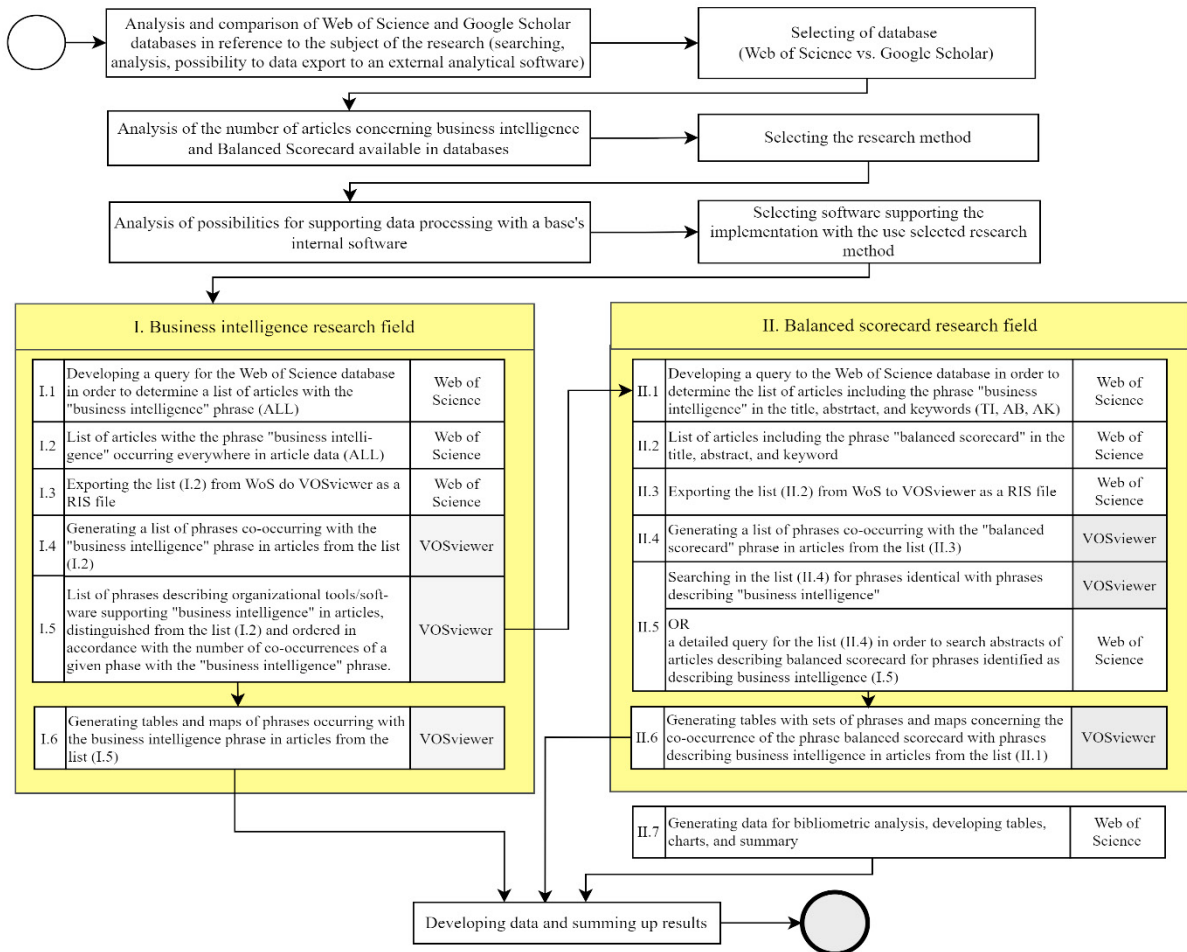 Analysis and comparison of Web of Science and Google Scholar
databases in reference to the subject of the research (searching,
analysis, possibility to data export to an external analytical software)
Selecting of database
(Web of Science vs. Google Scholar)
Analysis of the number of articles concerning business intelligence
and Balanced Scorecard available in databases
Selecting the research method
Analysis of possibilities for supporting data processing with a base's
internal software
Selecting software supporting the
implementation with the use selected research
method
I. Business intelligence research field
I.1
Developing a query for the Web of Science database
in order to determine a list of articles with the
"business intelligence" phrase (ALL)
Web of
Science
I.2
List of articles withe the phrase "business intelli-
gence" occurring everywhere in article data (ALL)
Web of
Science
I.3
Exporting the list (I.2) from WoS do VOSviewer as a
RIS file
Web of
Science
I.4
Generating a list of phrases co-occurring with the
"business intelligence" phrase in articles from the list
(I.2)
VOSviewer
I.5
List of phrases describing organizational tools/soft-
ware supporting "business intelligence" in articles,
distinguished from the list (I.2) and ordered in
accordance with the number of co-occurrences of a
given phase with the "business intelligence" phrase.
VOSviewer
I.6
Generating tables and maps of phrases occurring with
the business intelligence phrase in articles from the
list (I.5)
VOSviewer
II. Balanced scorecard research field
II.1
Developing a query to the Web of Science database in order to
determine the list of articles including the phrase "business
intelligence" in the title, abstrtact, and keywords (TI, AB, AK)
Web of
Science
II.2
List of articles including the phrase "balanced scorecard" in the
title, abstract, and keyword
Web of
Science
II.3
Exporting the list (II.2) from WoS to VOSviewer as a RIS file
Web of
Science
II.4
Generating a list of phrases co-occurring with the "balanced
scorecard" phrase in articles from the list (II.3)
VOSviewer
II.5
Searching in the list (II.4) for phrases identical with phrases
describing "business intelligence"
VOSviewer
OR
a detailed query for the list (II.4) in order to search abstracts of
articles describing balanced scorecard for phrases identified as
describing business intelligence (I.5)
Web of
Science
II.6
Generating tables with sets of phrases and maps concerning the
co-occurrence of the phrase balanced scorecard with phrases
describing business intelligence in articles from the list (II.1)
VOSviewer
II.7
Generating data for bibliometric analysis, developing tables,
charts, and summary
Web of
Science
Developing data and summing up results